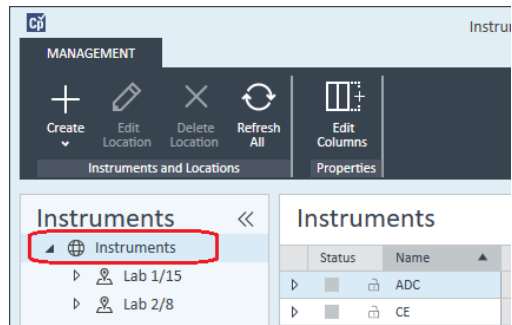 Cp
Instru
MANAGEMENT
Create
Edit Location
Delete Location
Refresh All
Edit Columns
Instruments and Locations
Properties
Instruments
Instruments
Lab 1/15
Lab 2/8
Instruments
Status Name
ADC
CE